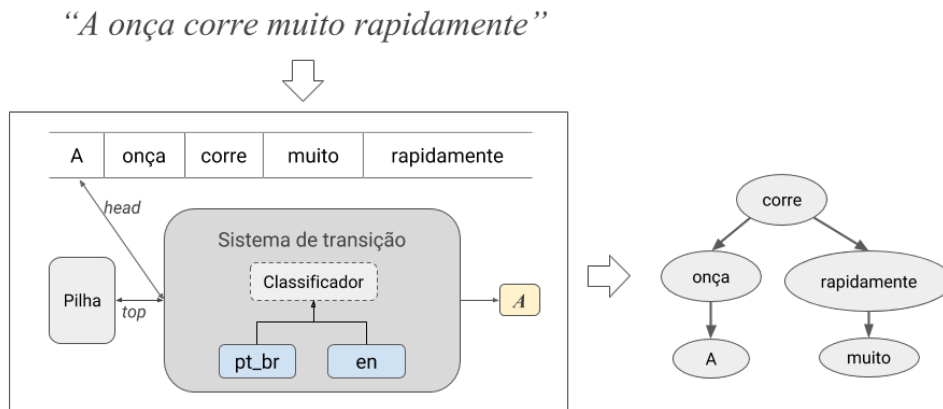 “A onça corre muito rapidamente”
A onça corre muito rapidamente
head
Sistema de transição
Classificador
Pilha
top
A
pt_br en
corre
onça rapidamente
A muito